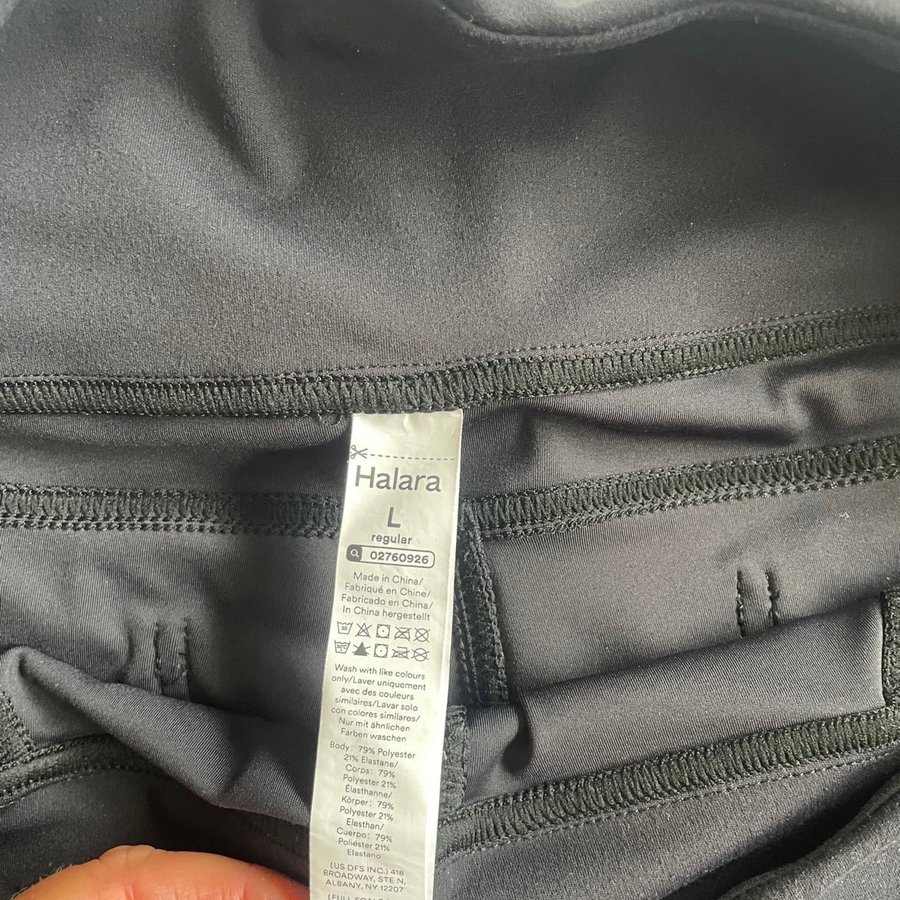 Halara
L
regular
02760926
Made in China/
Fabriqué en Chine/
Fabricado en China/
In China hergestellt
30
30°C
Wash with like colours
only/Laver uniquement
avec des couleurs
similaires/Lavar solo
con colores similares/
Nur mit ähnlichen
Farben waschen
Body: 79% Polyester
21% Elastane/
Corps: 79%
Polyester 21%
Élasthanne/
Körper: 79%
Polyester 21%
Elasthan/
Cuerpo: 79%
Poliéster 21%
Elastano
(US DFS INC.) 418
BROADWAY, STE N,
ALBANY, NY 12207